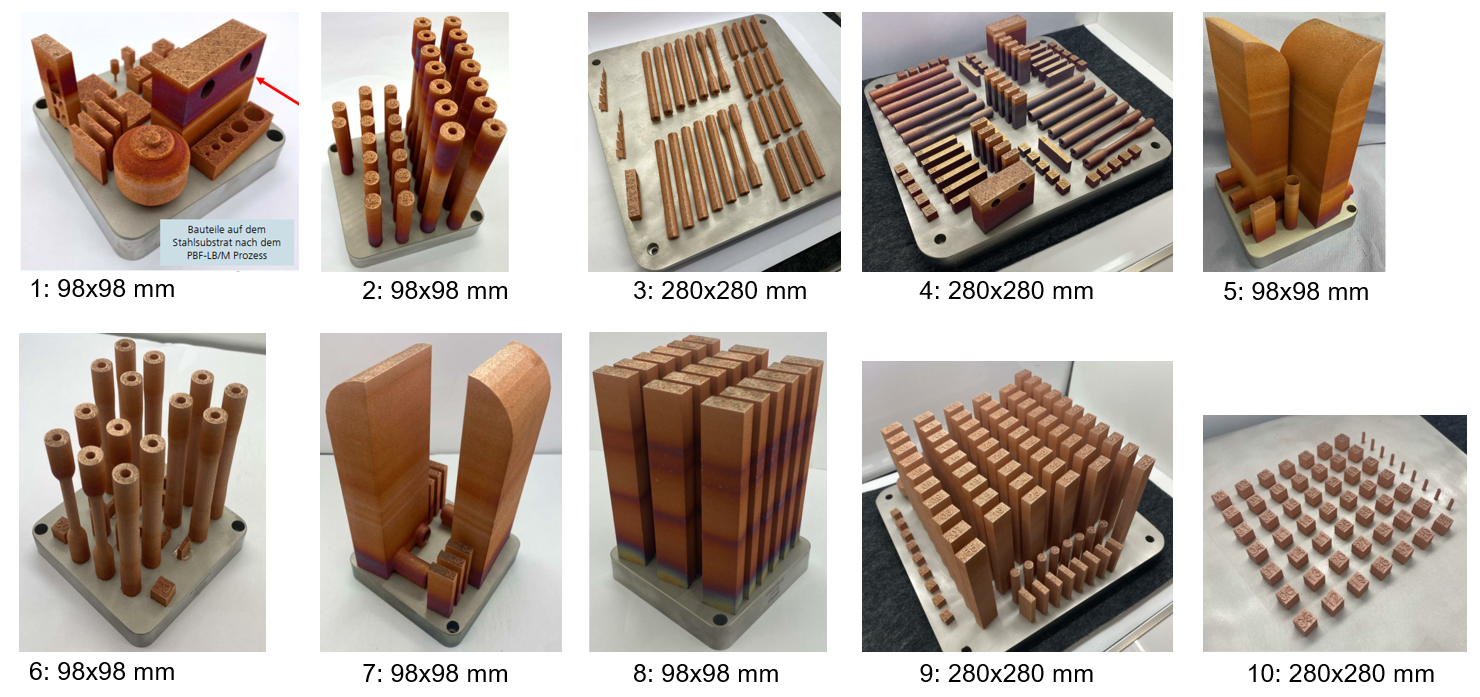 Bauteile auf dem
Stahlsubstrat nach dem
PBF-LB/M Prozess
1: 98x98 mm
2: 98x98 mm
3: 280x280 mm
4: 280x280 mm
5: 98x98 mm
6: 98x98 mm
7: 98x98 mm
8: 98x98 mm
9: 280x280 mm
10: 280x280 mm